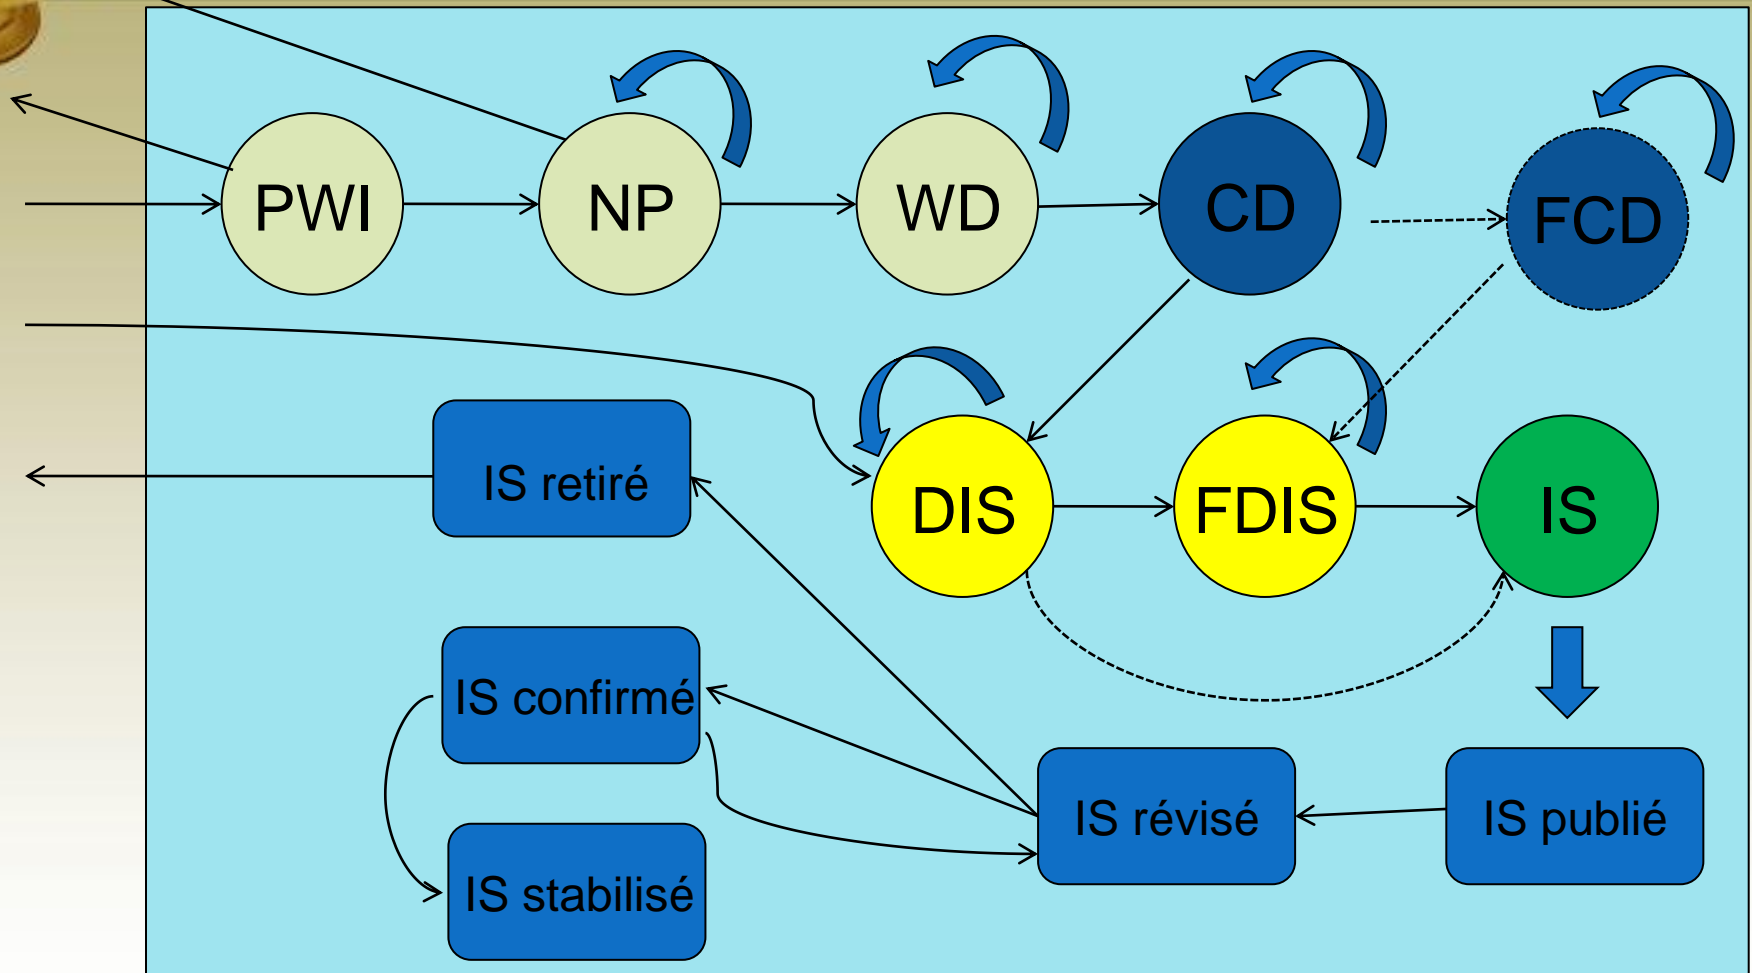 PWI
NP
WD
CD
FCD
IS retiré
DIS
FDIS
IS
IS confirmé
IS révisé
IS publié
IS stabilisé